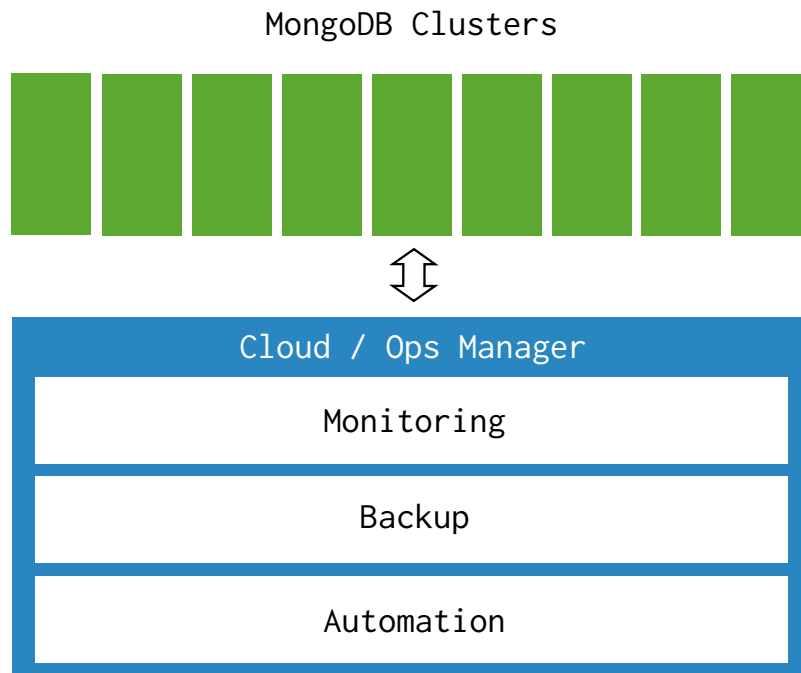 MongoDB Clusters
Cloud / Ops Manager
Monitoring
Backup
Automation